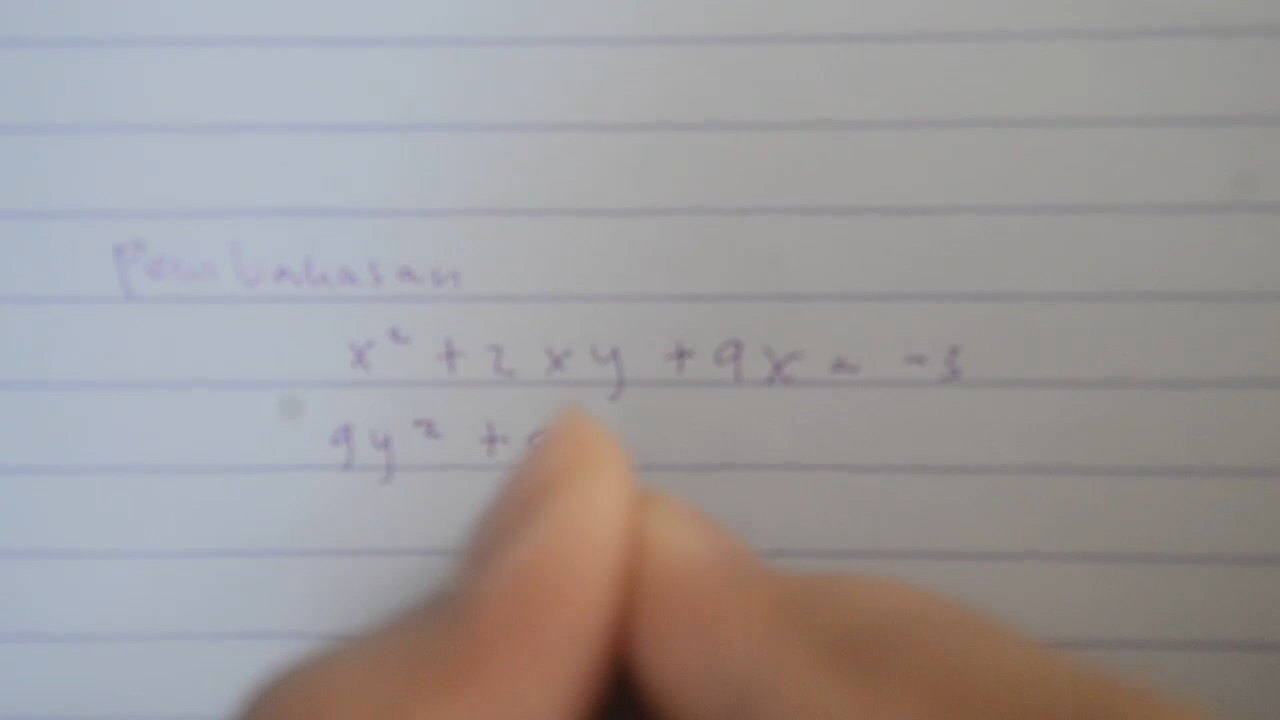 Pembahasan
x² + 2xy + 9x = -3
9y² +